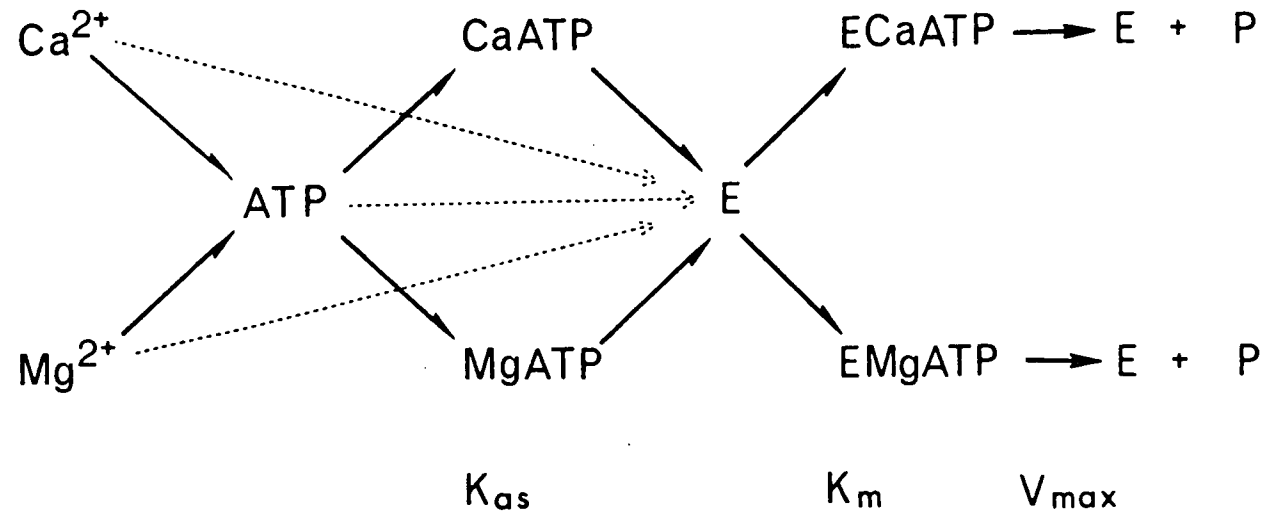 Ca²⁺ CaATP ECaATP E + P
ATP E
Mg²⁺ MgATP EMgATP E + P
Kas Km Vmax